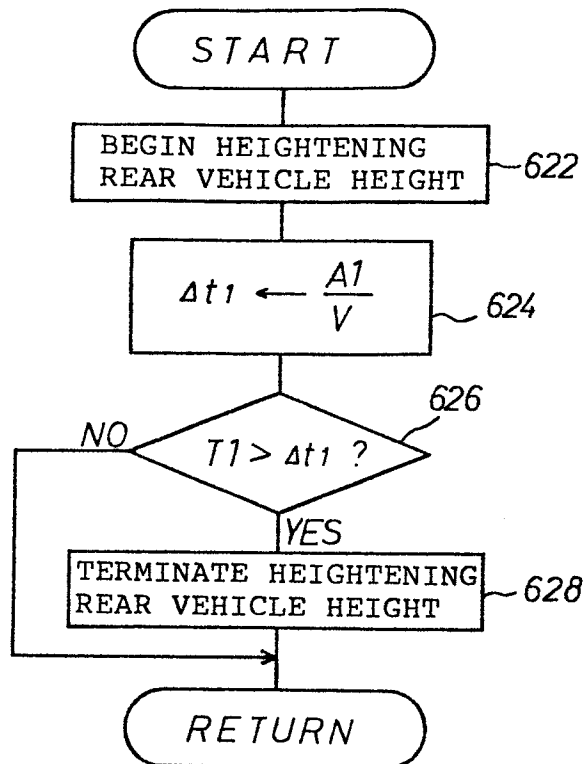 START
BEGIN HEIGHTENING
REAR VEHICLE HEIGHT
622
Δt1 ← A1
V
624
626
NO
T1 > Δt1 ?
YES
TERMINATE HEIGHTENING
REAR VEHICLE HEIGHT
628
RETURN